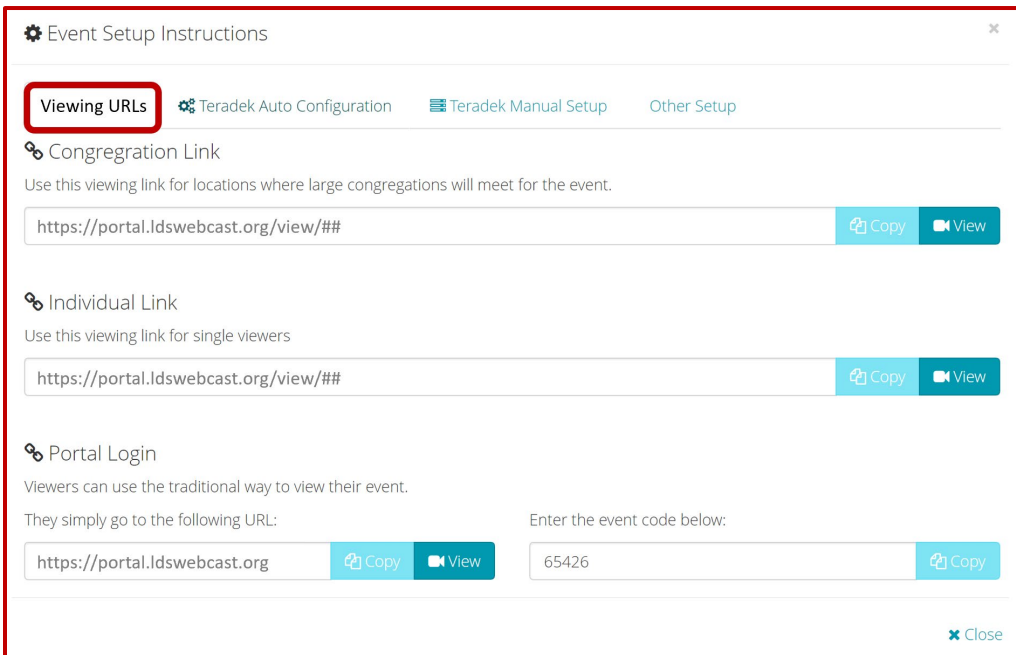 Event Setup Instructions
×
Viewing URLs Teradek Auto Configuration Teradek Manual Setup Other Setup
Congregration Link
Use this viewing link for locations where large congregations will meet for the event.
https://portal.ldswebcast.org/view/## Copy View
Individual Link
Use this viewing link for single viewers
https://portal.ldswebcast.org/view/## Copy View
Portal Login
Viewers can use the traditional way to view their event.
They simply go to the following URL: Enter the event code below:
https://portal.ldswebcast.org Copy View 65426 Copy
× Close